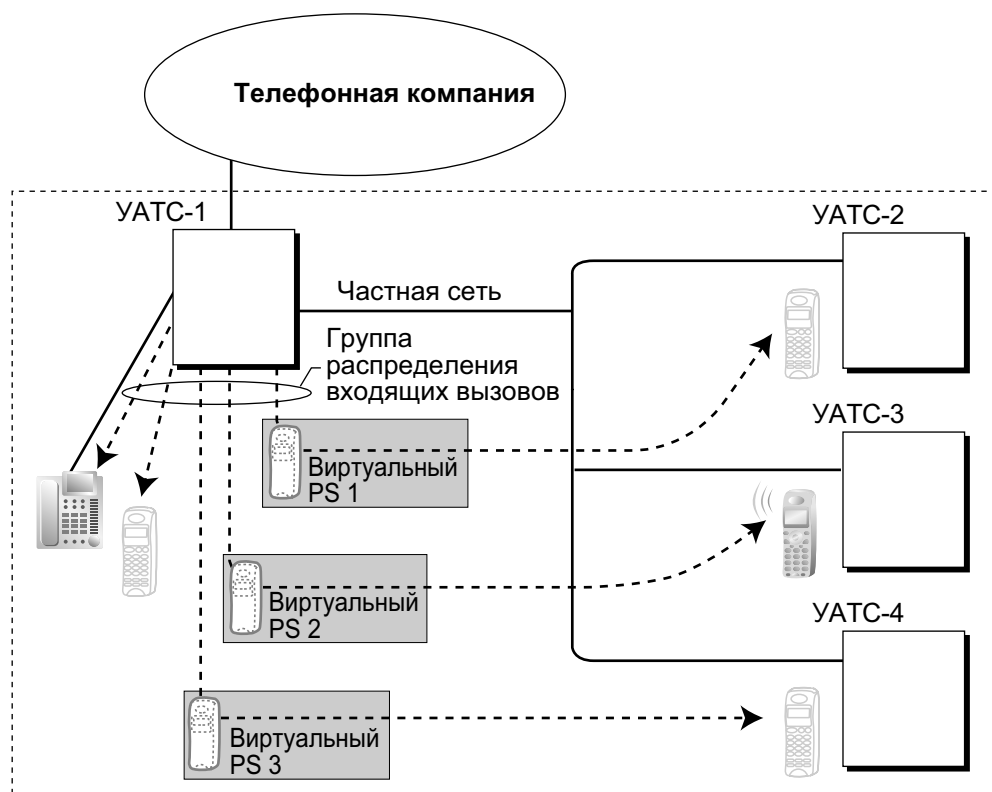 Телефонная компания
УАТС-1
УАТС-2
Частная сеть
Группа
распределения
входящих вызовов
УАТС-3
Виртуальный
PS 1
Виртуальный
PS 2
УАТС-4
Виртуальный
PS 3